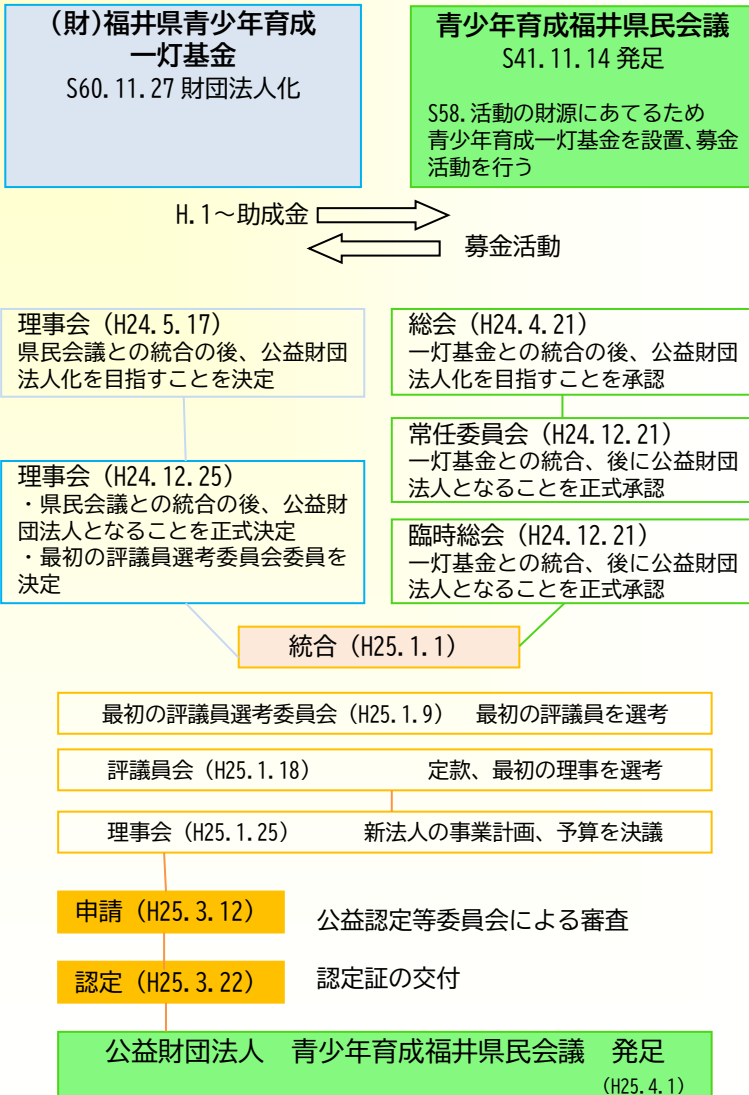 (財)福井県青少年育成
一灯基金
S60.11.27 財団法人化
青少年育成福井県民会議
S41.11.14 発足
S58.活動の財源にあてるため
青少年育成一灯基金を設置、募金
活動を行う
H.1～助成金
募金活動
理事会（H24.5.17）
県民会議との統合の後、公益財団
法人化を目指すことを決定
総会（H24.4.21）
一灯基金との統合の後、公益財団
法人化を目指すことを承認
常任委員会（H24.12.21）
一灯基金との統合、後に公益財団
法人となることを正式承認
理事会（H24.12.25）
・県民会議との統合の後、公益財
団法人となることを正式決定
・最初の評議員選考委員会委員を
決定
臨時総会（H24.12.21）
一灯基金との統合、後に公益財団
法人となることを正式承認
統合（H25.1.1）
最初の評議員選考委員会（H25.1.9）　最初の評議員を選考
評議員会（H25.1.18）　定款、最初の理事を選考
理事会（H25.1.25）　新法人の事業計画、予算を決議
申請（H25.3.12）　公益認定等委員会による審査
認定（H25.3.22）　認定証の交付
公益財団法人　青少年育成福井県民会議　発足
（H25.4.1）